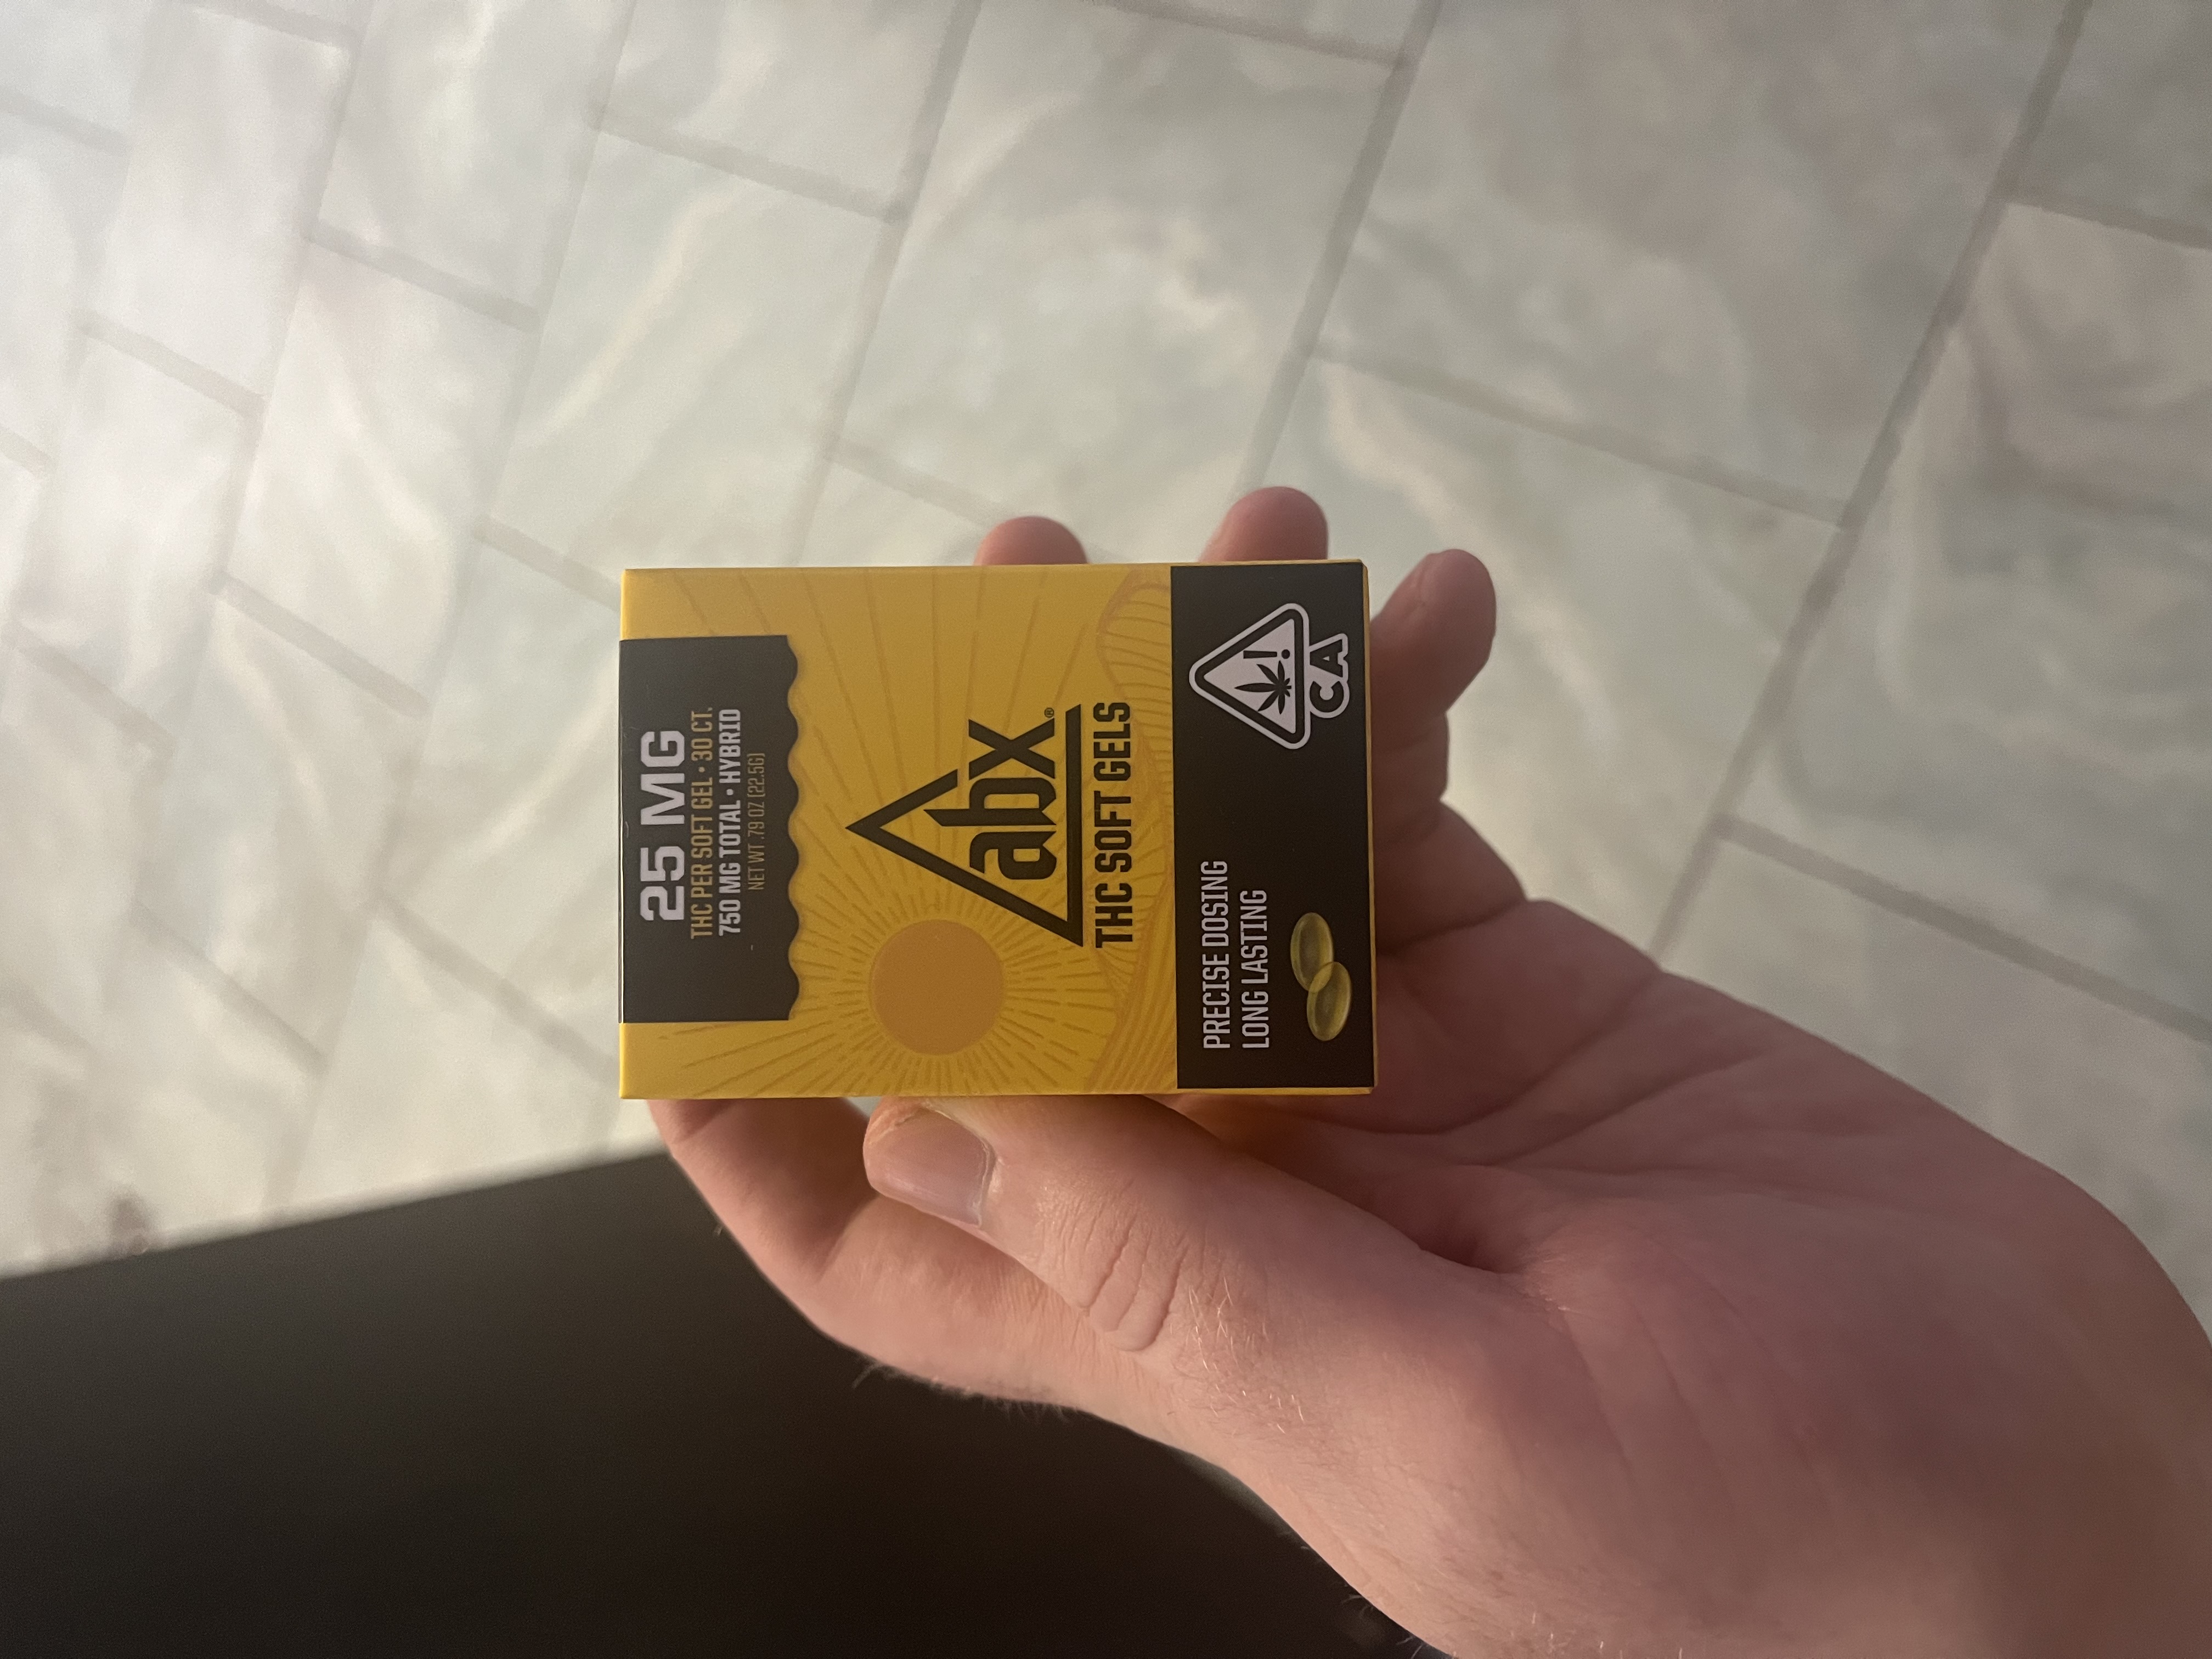 25 MG
THC PER SOFT GEL • 30 CT.
750 MG TOTAL • HYBRID
NET WT .79 OZ (22.5G)
abx®
THC SOFT GELS
PRECISE DOSING
LONG LASTING
!
CA